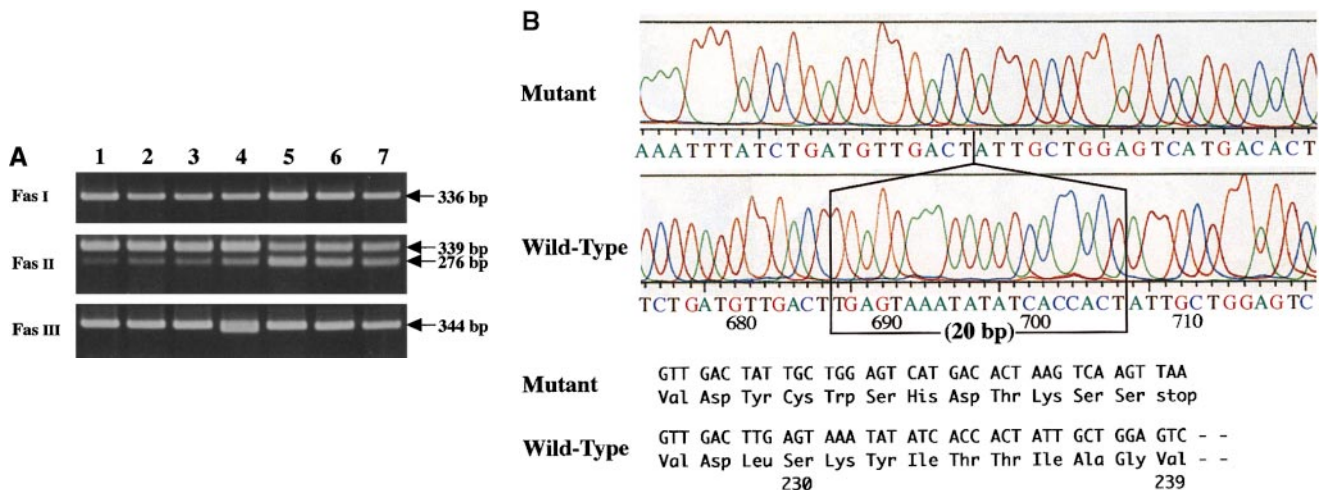 A
1 2 3 4 5 6 7
Fas I
336 bp
Fas II
339 bp
276 bp
Fas III
344 bp
B
Mutant
AAATTTATCTGATGTTGACTATTGCTGGAGTCATGACACT
Wild-Type
TCTGATGTTGACTTGAGTAAATATATCACCACTATTGCTGGAGTC
680 690 (20 bp) 700 710
Mutant
GTT GAC TAT TGC TGG AGT CAT GAC ACT AAG TCA AGT TAA
Val Asp Tyr Cys Trp Ser His Asp Thr Lys Ser Ser stop
Wild-Type
GTT GAC TTG AGT AAA TAT ATC ACC ACT ATT GCT GGA GTC - -
Val Asp Leu Ser Lys Tyr Ile Thr Thr Ile Ala Gly Val - -
230 239